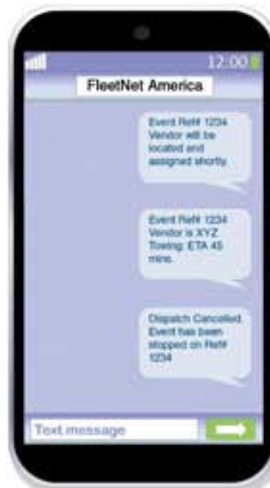 12:00
FleetNet America
Event Ref# 1234
Vendor will be
located and
assigned shortly.
Event Ref# 1234
Vendor is XYZ
Towing: ETA 45
mins.
Dispatch Cancelled.
Event has been
stopped on Ref#
1234
Text message